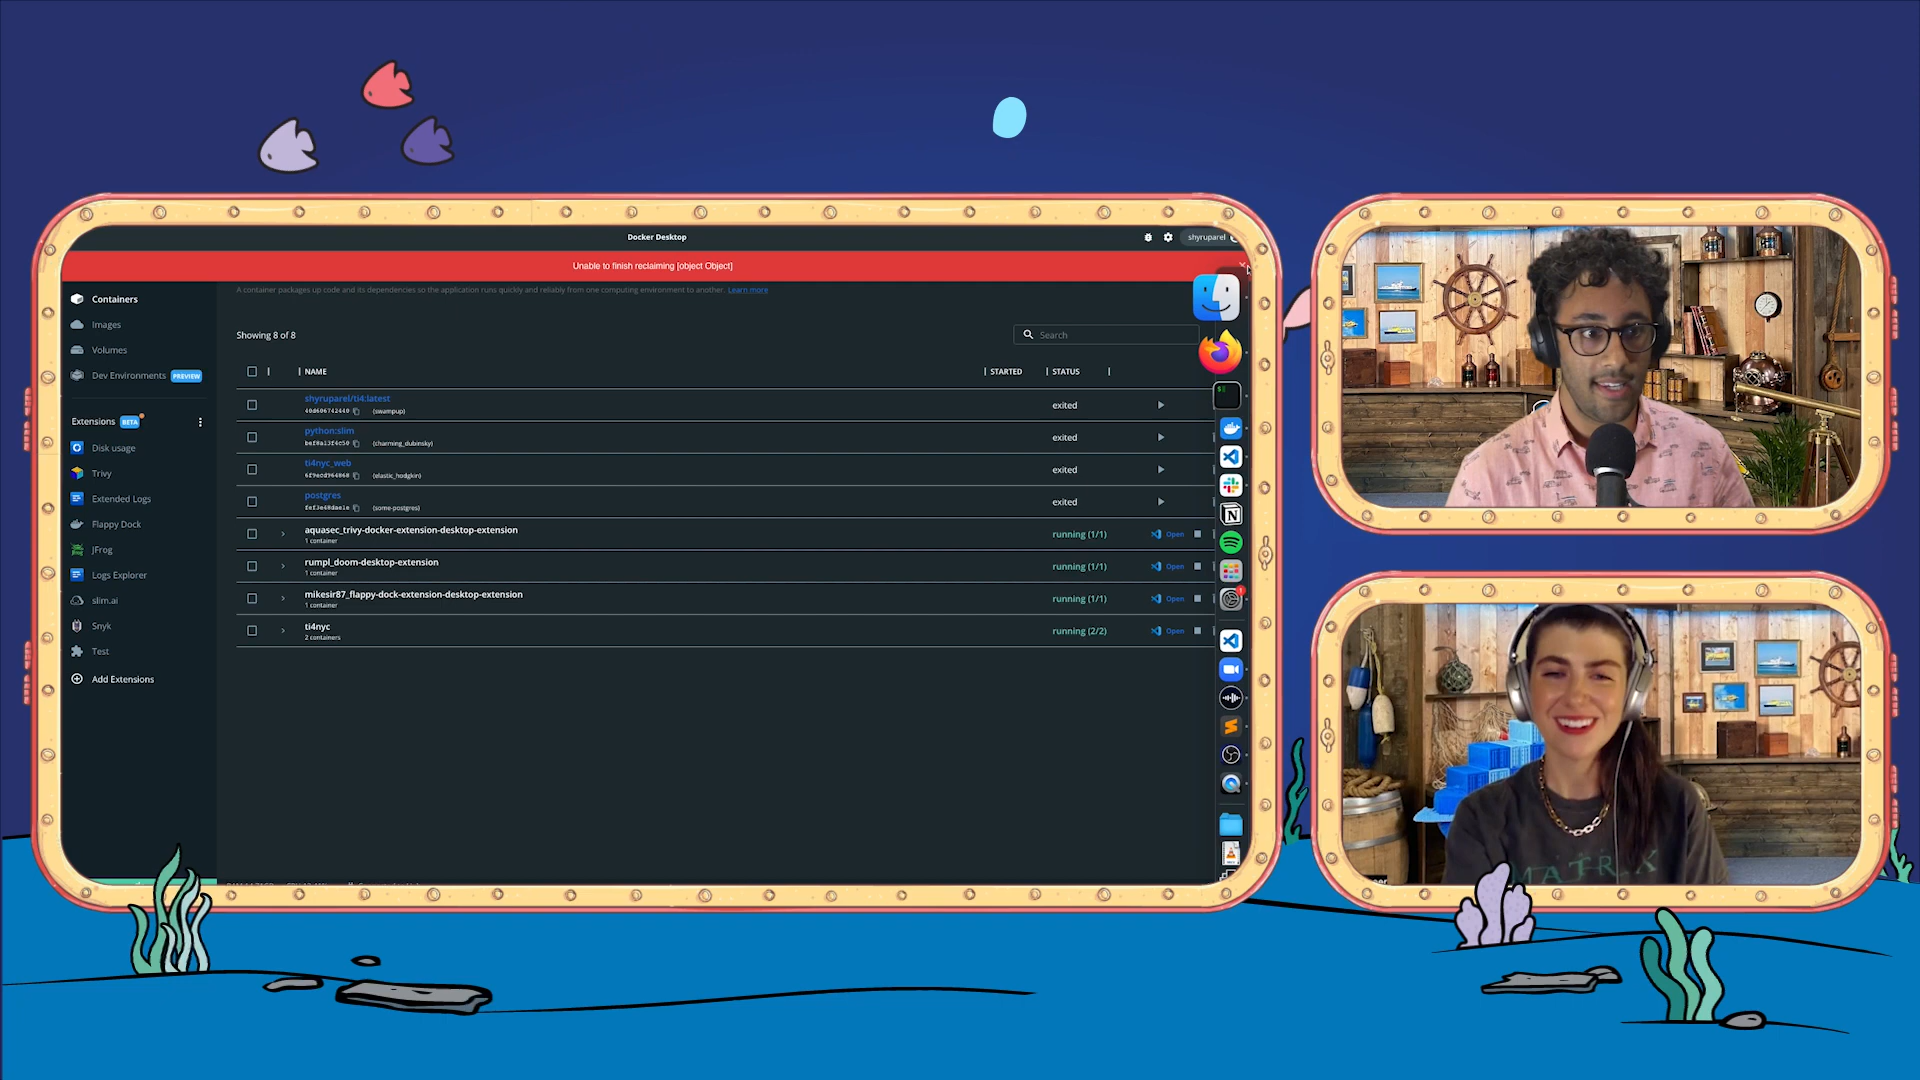 Docker Desktop
shyruparel
Unable to finish reclaiming [object Object]
Containers
Images
Volumes
Dev Environments PREVIEW
Extensions BETA
Disk usage
Trivy
Extended Logs
Flappy Dock
JFrog
Logs Explorer
slim.ai
Snyk
Test
Add Extensions
A container packages up code and its dependencies so the application runs quickly and reliably from one computing environment to another. Learn more
Showing 8 of 8
Search
NAME STARTED STATUS
shyruparel/ti4:latest exited
(swampup)
python:slim exited
(charming_dubinsky)
ti4nyc_web exited
(elastic_hodgkin)
postgres exited
(some-postgres)
aquasec_trivy-docker-extension-desktop-extension running (1/1) Open
1 container
rumpl_doom-desktop-extension running (1/1) Open
1 container
mikesir87_flappy-dock-extension-desktop-extension running (1/1) Open
1 container
ti4nyc running (2/2) Open
2 containers
MATRIX